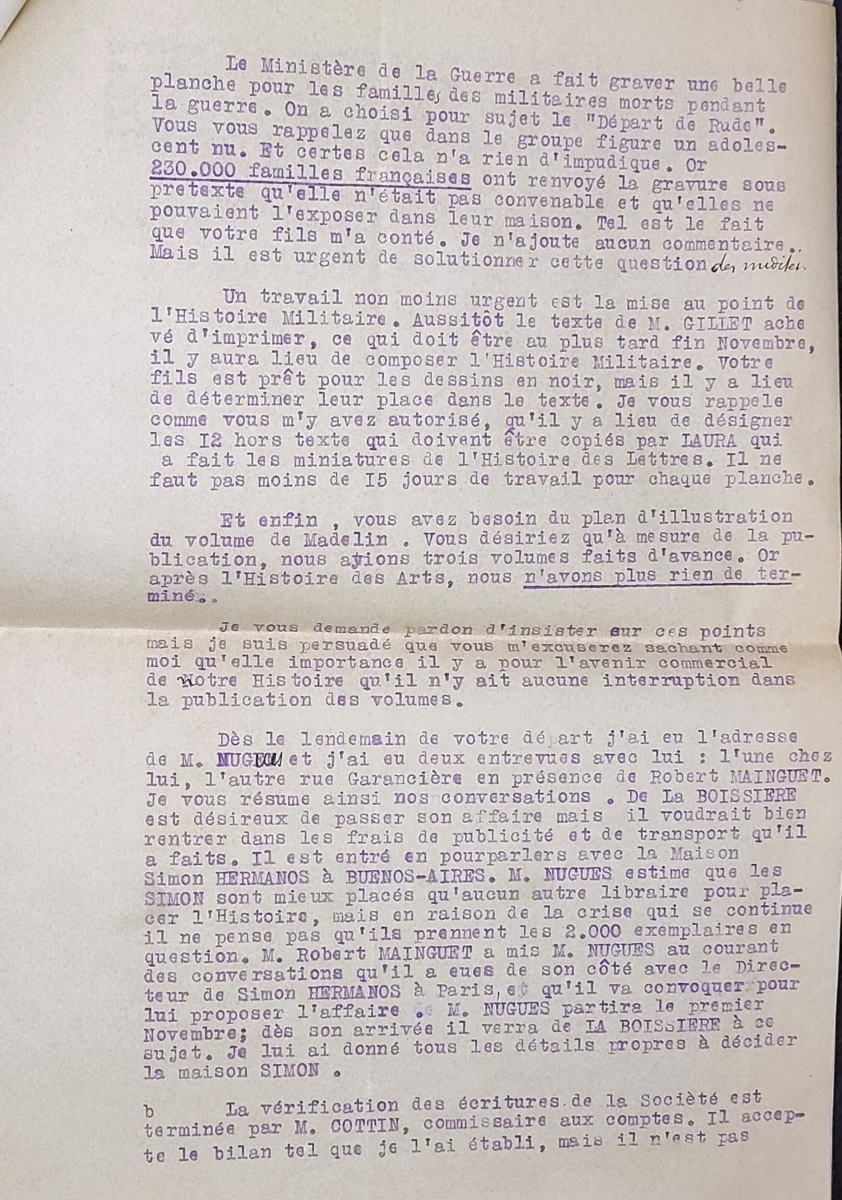 Le Ministère de la Guerre a fait graver une belle
planche pour les familles des militaires morts pendant
la guerre. On a choisi pour sujet le "Départ de Rude".
Vous vous rappelez que dans le groupe figure un adoles-
cent nu. Et certes cela n'a rien d'impudique. Or
230.000 familles françaises ont renvoyé la gravure sous
pretexte qu'elle n'était pas convenable et qu'elles ne
pouvaient l'exposer dans leur maison. Tel est le fait
que votre fils m'a conté. Je n'ajoute aucun commentaire..
Mais il est urgent de solutionner cette question des
Un travail non moins urgent est la mise au point de
l'Histoire Militaire. Aussitôt le texte de M. GILLET ache
vé d'imprimer, ce qui doit être au plus tard fin Novembre,
il y aura lieu de composer l'Histoire Militaire. Votre
fils est prêt pour les dessins en noir, mais il y a lieu
de déterminer leur place dans le texte. Je vous rappele
comme vous m'y avez autorisé, qu'il y a lieu de désigner
les I2 hors texte qui doivent être copiés par LAURA qui
a fait les miniatures de l'Histoire des Lettres. Il ne
faut pas moins de I5 jours de travail pour chaque planche.
Et enfin , vous avez besoin du plan d'illustration
du volume de Madelin . Vous désiriez qu'à mesure de la pu-
blication, nous ayions trois volumes faits d'avance. Or
après l'Histoire des Arts, nous n'avons plus rien de ter-
miné..
Je vous demande pardon d'insister sur ces points
mais je suis persuadé que vous m'excuserez sachant comme
moi qu'elle importance il y a pour l'avenir commercial
de notre Histoire qu'il n'y ait aucune interruption dans
la publication des volumes.
Dès le lendemain de votre départ j'ai eu l'adresse
de M. et j'ai eu deux entrevues avec lui : l'une chez
lui, l'autre rue Garancière en présence de Robert MAINGUET.
Je vous résume ainsi nos conversations . De La BOISSIERE
est désireux de passer son affaire mais il voudrait bien
rentrer dans les frais de publicité et de transport qu'il
a faits. Il est entré en pourparlers avec la Maison
Simon HERMANOS à BUENOS-AIRES. M. NUGUES estime que les
SIMON sont mieux placés qu'aucun autre libraire pour pla-
cer l'Histoire, mais en raison de la crise qui se continue
il ne pense pas qu'ils prennent les 2.000 exemplaires en
question. M. Robert MAINGUET a mis M. NUGUES au courant
des conversations qu'il a eues de son côté avec le Direc-
teur de Simon HERMANOS à Paris, et qu'il va convoquer pour
lui proposer l'affaire . M. NUGUES partira le premier
Novembre; dès son arrivée il verra de LA BOISSIERE à ce
sujet. Je lui ai donné tous les détails propres à décider
la maison SIMON .
b La vérification des écritures de la Socièté est
terminée par M. COTTIN, commissaire aux comptes. Il accep-
te le bilan tel que je l'ai établi, mais il n'est pas